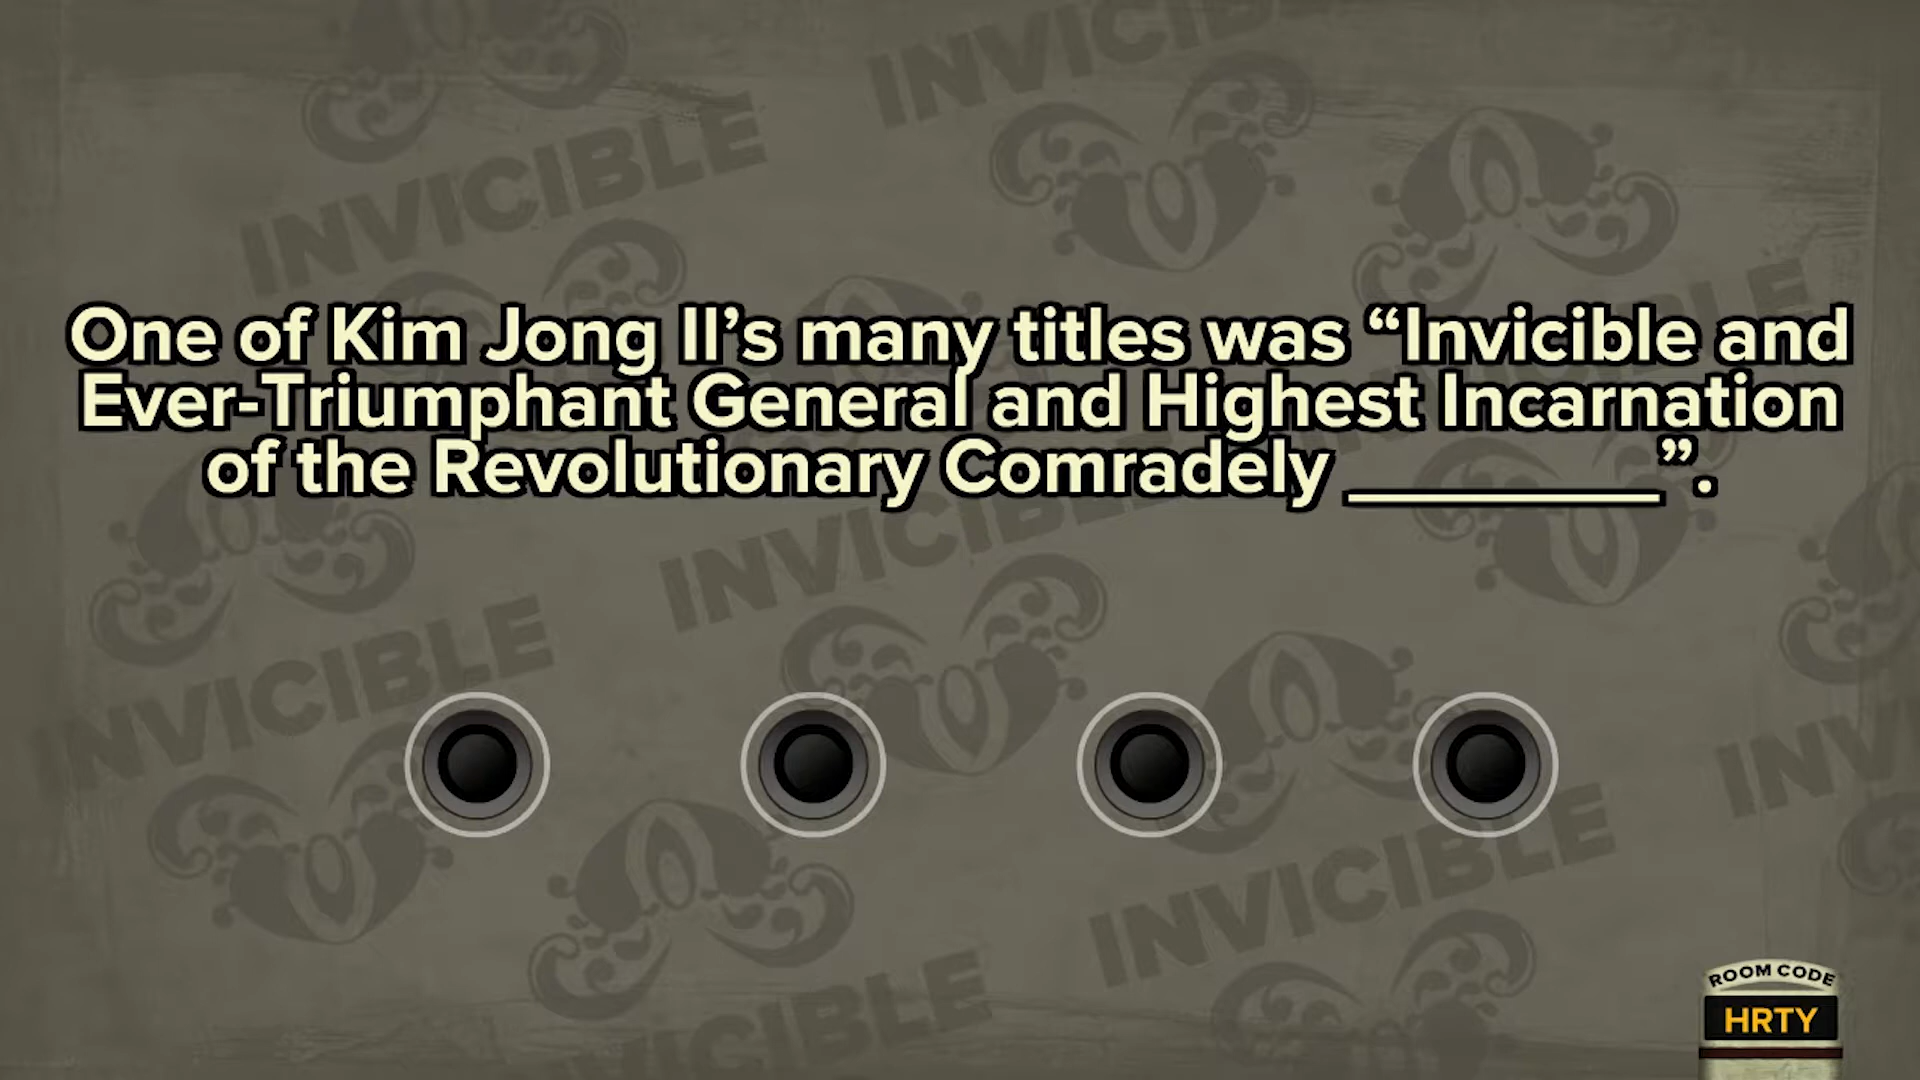 INVICIBLE
INVICIBLE
One of Kim Jong Il’s many titles was “Invicible and
Ever-Triumphant General and Highest Incarnation
of the Revolutionary Comradely ________”.
INVICIBLE
INVICIBLE
INVICIBLE
ROOM CODE
HRTY